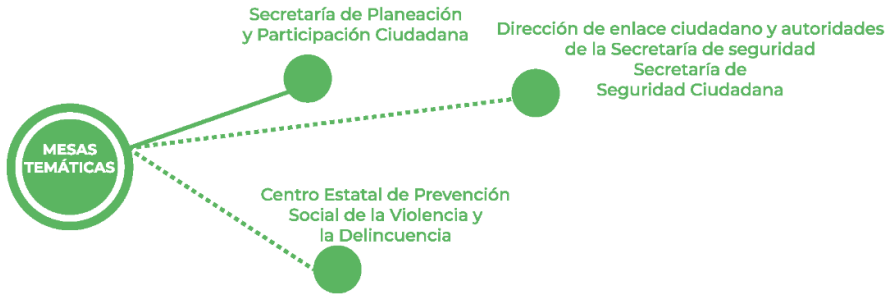 Secretaría de Planeación
y Participación Ciudadana
Dirección de enlace ciudadano y autoridades
de la Secretaría de seguridad
Secretaría de
Seguridad Ciudadana
MESAS
TEMÁTICAS
Centro Estatal de Prevención
Social de la Violencia y
la Delincuencia